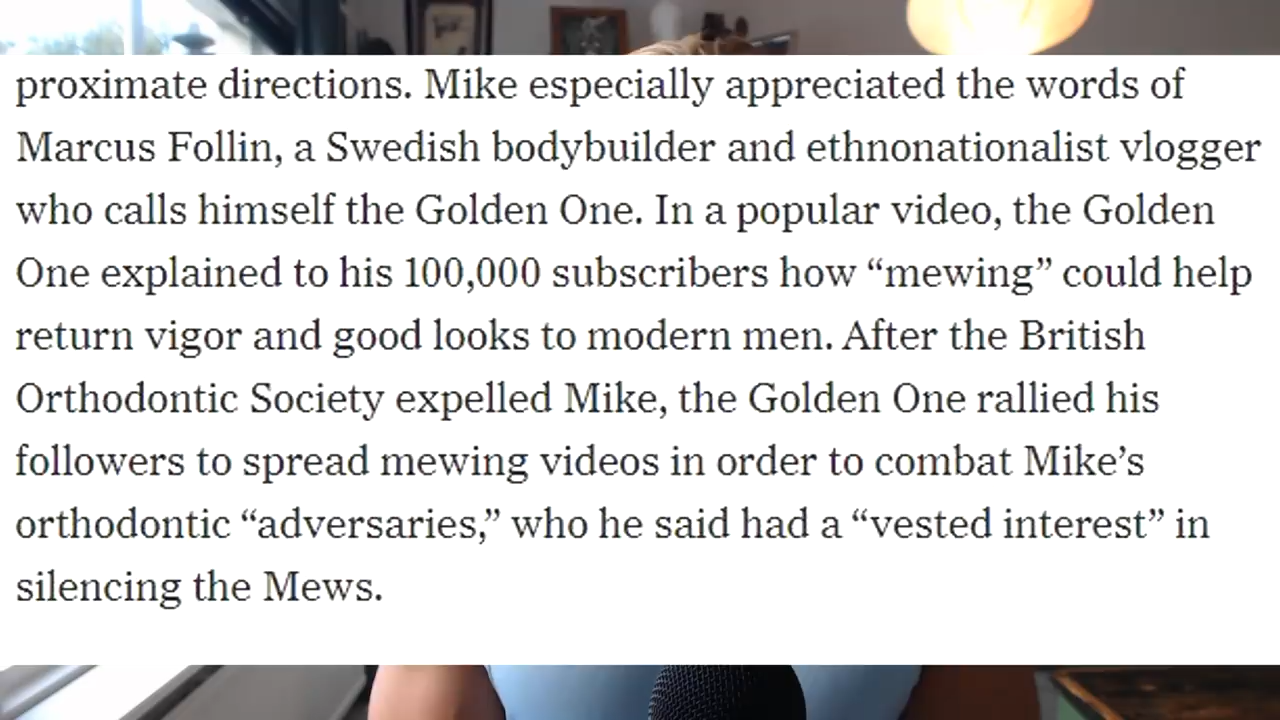 proximate directions. Mike especially appreciated the words of
Marcus Follin, a Swedish bodybuilder and ethnonationalist vlogger
who calls himself the Golden One. In a popular video, the Golden
One explained to his 100,000 subscribers how “mewing” could help
return vigor and good looks to modern men. After the British
Orthodontic Society expelled Mike, the Golden One rallied his
followers to spread mewing videos in order to combat Mike’s
orthodontic “adversaries,” who he said had a “vested interest” in
silencing the Mews.